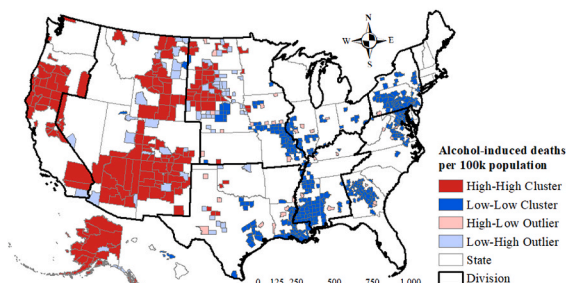 N
W E
S
Alcohol-induced deaths
per 100k population
High-High Cluster
Low-Low Cluster
High-Low Outlier
Low-High Outlier
State
Division
0 125 250 500 750 1,000